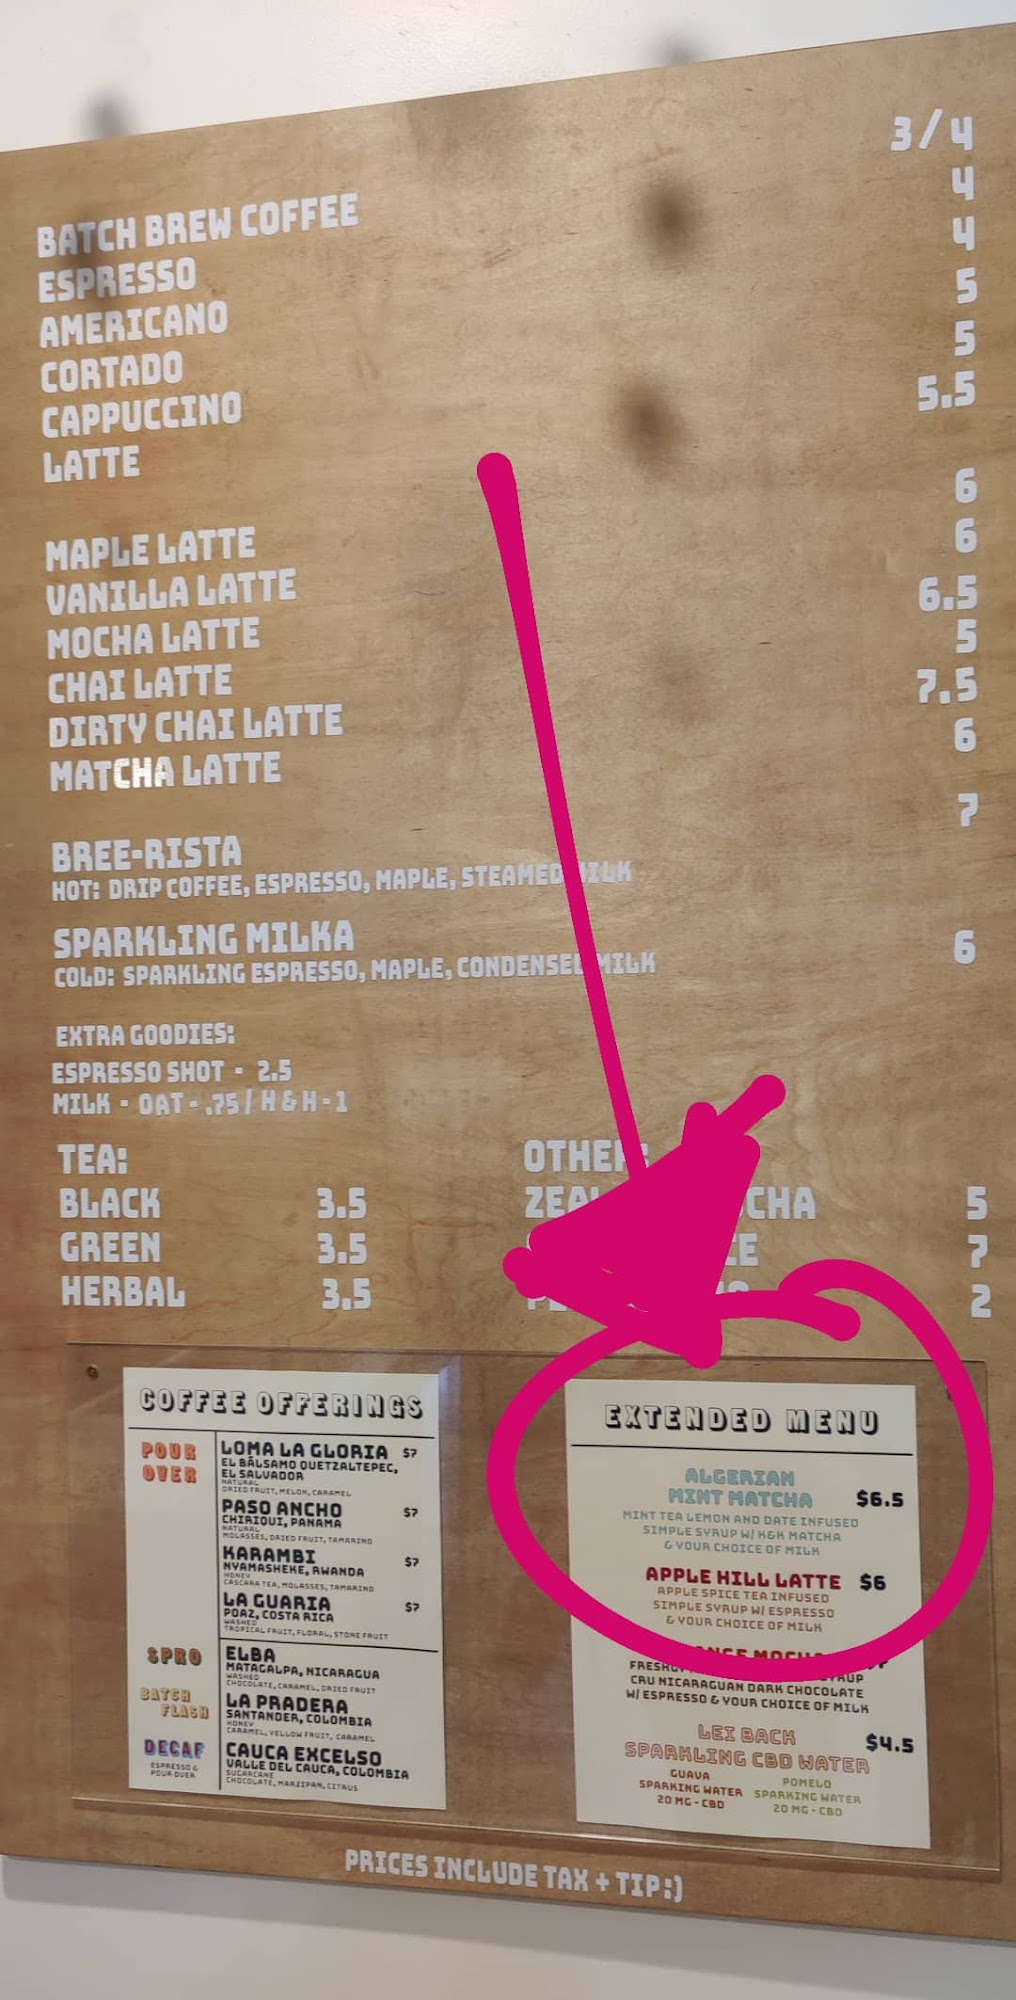 3/4
BATCH BREW COFFEE
4
ESPRESSO
4
AMERICANO
5
CORTADO
5
CAPPUCCINO
5.5
LATTE
6
MAPLE LATTE
6
VANILLA LATTE
6.5
MOCHA LATTE
5
CHAI LATTE
7.5
DIRTY CHAI LATTE
6
MATCHA LATTE
7
BREE-RISTA
HOT: DRIP COFFEE, ESPRESSO, MAPLE, STEAMED MILK
SPARKLING MILKA 6
COLD: SPARKLING ESPRESSO, MAPLE, CONDENSED MILK
EXTRA GOODIES:
ESPRESSO SHOT - 2.5
MILK - OAT - .75 / H & H - 1
TEA:
BLACK 3.5
GREEN 3.5
HERBAL 3.5
OTHER:
5
7
2
COFFEE OFFERINGS
POUR
OVER
LOMA LA GLORIA $7
EL BÁLSAMO QUETZALTEPEC,
EL SALVADOR
NATURAL
DRIED FRUIT, MELON, CARAMEL
PASO ANCHO $7
CHIRIQUI, PANAMA
NATURAL
MOLASSES, DRIED FRUIT, TAMARIND
KARAMBI $7
NYAMASHEKE, RWANDA
HONEY
CASCARA TEA, MOLASSES, TAMARIND
LA GUARIA $7
POAZ, COSTA RICA
WASHED
TROPICAL FRUIT, FLORAL, STONE FRUIT
SPRO
ELBA
MATAGALPA, NICARAGUA
WASHED
CHOCOLATE, CARAMEL, DRIED FRUIT
BATCH
FLASH
LA PRADERA
SANTANDER, COLOMBIA
HONEY
CARAMEL, YELLOW FRUIT, CARAMEL
DECAF
ESPRESSO &
POUR OVER
CAUCA EXCELSO
VALLE DEL CAUCA, COLOMBIA
SUGARCANE
CHOCOLATE, MARZIPAN, CITRUS
EXTENDED MENU
ALGERIAN
MINT MATCHA $6.5
MINT TEA LEMON AND DATE INFUSED
SIMPLE SYRUP W/ K&K MATCHA
& YOUR CHOICE OF MILK
APPLE HILL LATTE $6
APPLE SPICE TEA INFUSED
SIMPLE SYRUP W/ ESPRESSO
& YOUR CHOICE OF MILK
CRU NICARAGUAN DARK CHOCOLATE
W/ ESPRESSO & YOUR CHOICE OF MILK
LEI BACK $4.5
SPARKLING CBD WATER
GUAVA
SPARKING WATER
20 MG - CBD
POMELO
SPARKING WATER
20 MG - CBD
PRICES INCLUDE TAX + TIP :)